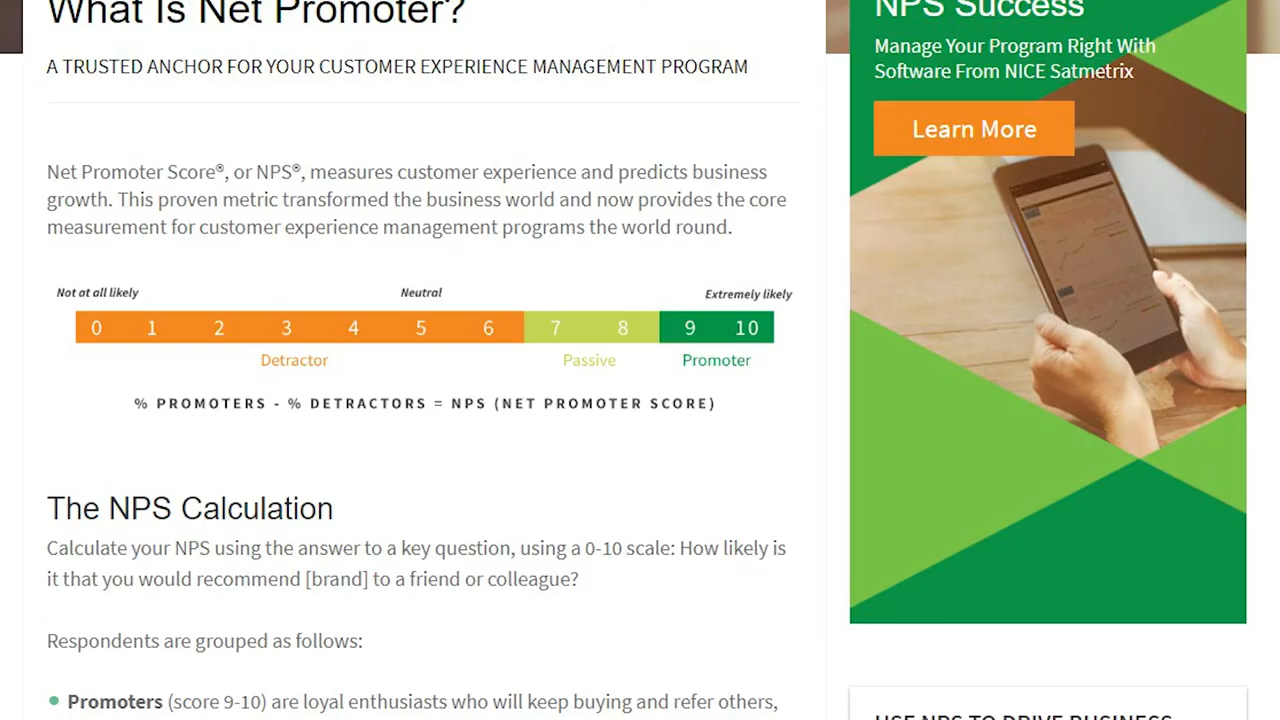 What Is Net Promoter?
A TRUSTED ANCHOR FOR YOUR CUSTOMER EXPERIENCE MANAGEMENT PROGRAM
Net Promoter Score®, or NPS®, measures customer experience and predicts business
growth. This proven metric transformed the business world and now provides the core
measurement for customer experience management programs the world round.
Not at all likely Neutral Extremely likely
0 1 2 3 4 5 6 7 8 9 10
Detractor Passive Promoter
% PROMOTERS - % DETRACTORS = NPS (NET PROMOTER SCORE)
The NPS Calculation
Calculate your NPS using the answer to a key question, using a 0-10 scale: How likely is
it that you would recommend [brand] to a friend or colleague?
Respondents are grouped as follows:
Promoters (score 9-10) are loyal enthusiasts who will keep buying and refer others,
NPS Success
Manage Your Program Right With
Software From NICE Satmetrix
Learn More
USE NPS TO DRIVE BUSINESS